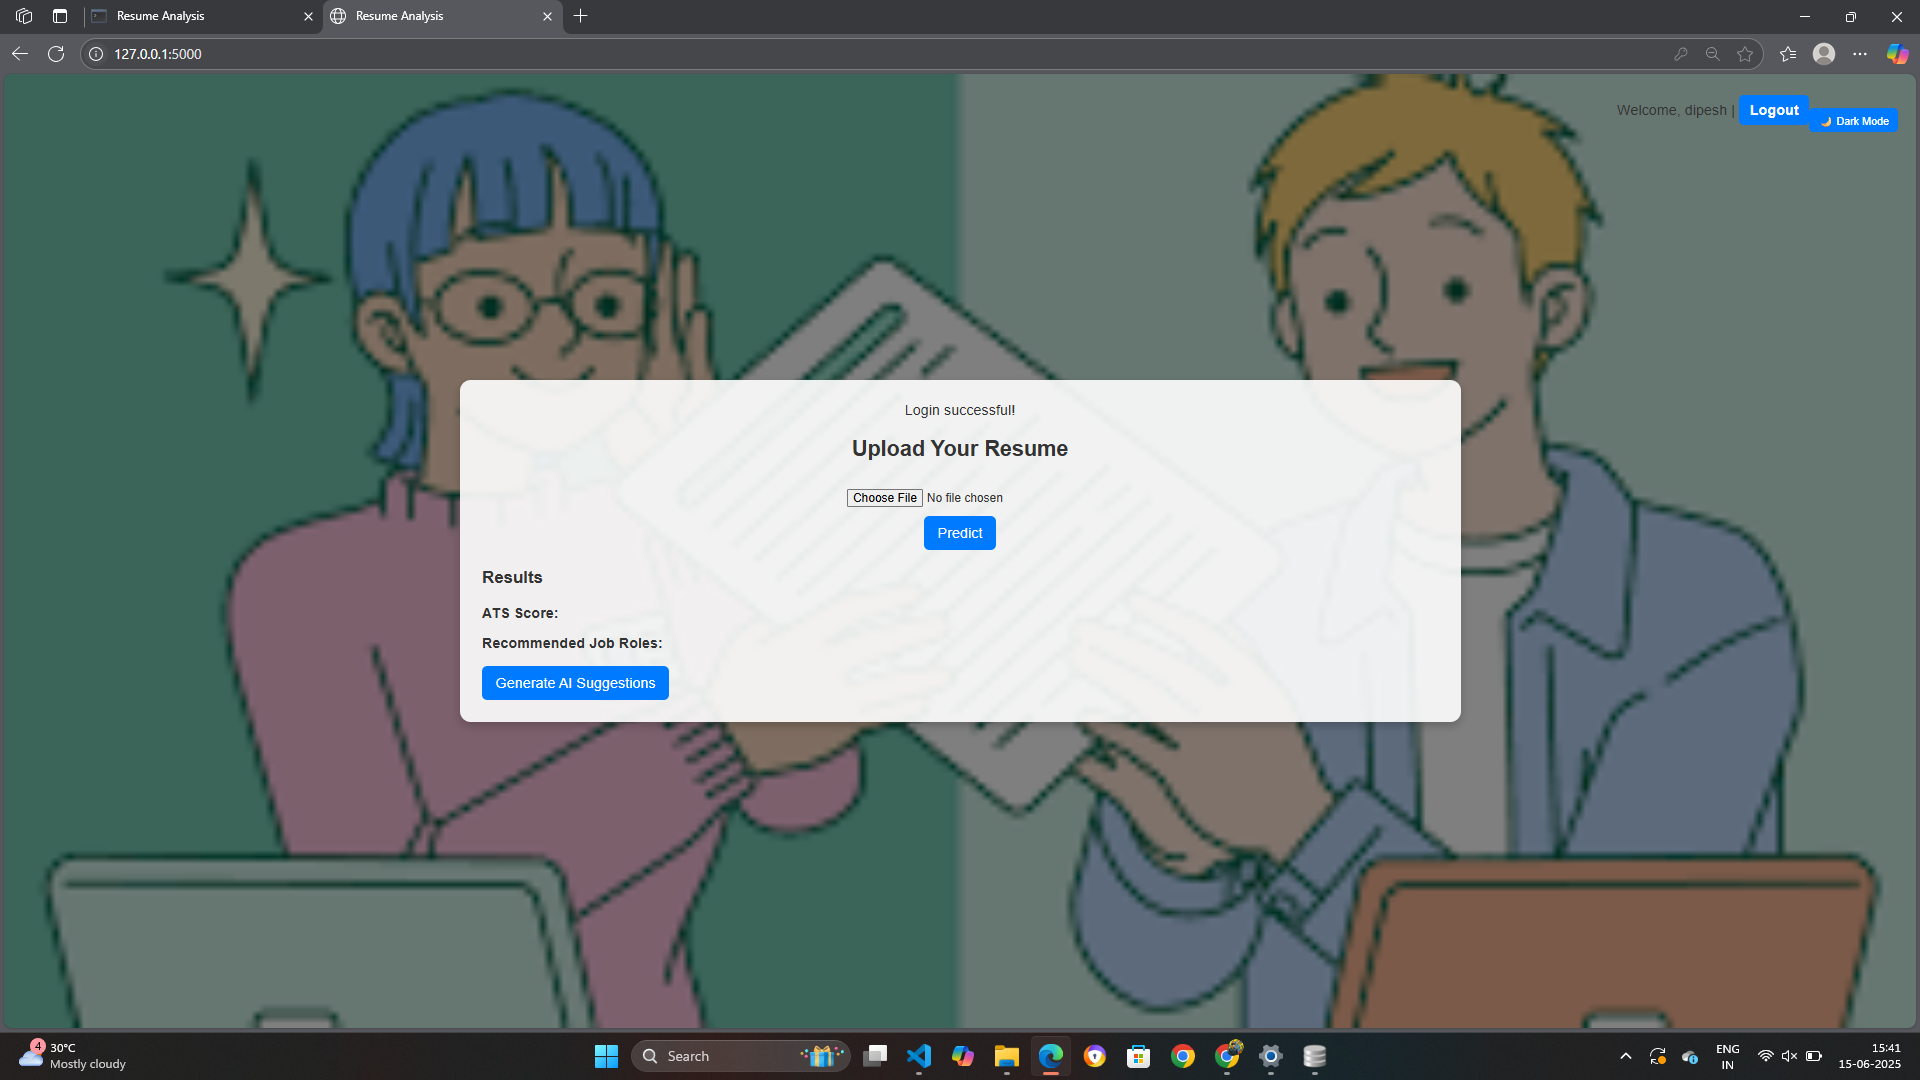 Resume Analysis
Resume Analysis
127.0.0.1:5000
Welcome, dipesh | Logout
Dark Mode
Login successful!
Upload Your Resume
Choose File No file chosen
Predict
Results
ATS Score:
Recommended Job Roles:
Generate AI Suggestions
4
30°C
Mostly cloudy
Search
ENG
IN
15:41
15-06-2025